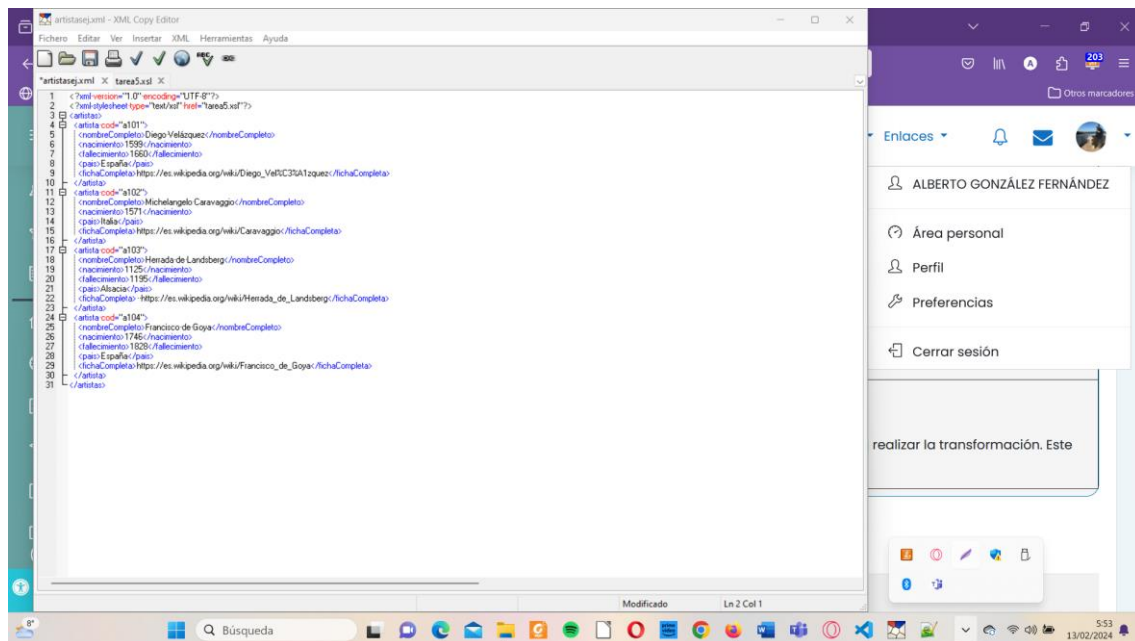 artistasej.xml - XML Copy Editor
Fichero Editar Ver Insertar XML Herramientas Ayuda
*artistasej.xml X tarea5.xsl X
1 <?xml version="1.0" encoding="UTF-8"?>
2 <?xml-stylesheet type="text/xsl" href="tarea5.xsl"?>
3 <artistas>
4 <artista cod="a101">
5 <nombreCompleto>Diego Velázquez</nombreCompleto>
6 <nacimiento>1599</nacimiento>
7 <fallecimiento>1660</fallecimiento>
8 <pais>España</pais>
9 <fichaCompleta>https://es.wikipedia.org/wiki/Diego_Vel%C3%A1zquez</fichaCompleta>
10 </artista>
11 <artista cod="a102">
12 <nombreCompleto>Michelangelo Caravaggio</nombreCompleto>
13 <nacimiento>1571</nacimiento>
14 <pais>Italia</pais>
15 <fichaCompleta>https://es.wikipedia.org/wiki/Caravaggio</fichaCompleta>
16 </artista>
17 <artista cod="a103">
18 <nombreCompleto>Herrada de Landsberg</nombreCompleto>
19 <nacimiento>1125</nacimiento>
20 <fallecimiento>1195</fallecimiento>
21 <pais>Alsacia</pais>
22 <fichaCompleta> https://es.wikipedia.org/wiki/Herrada_de_Landsberg</fichaCompleta>
23 </artista>
24 <artista cod="a104">
25 <nombreCompleto>Francisco de Goya</nombreCompleto>
26 <nacimiento>1746</nacimiento>
27 <fallecimiento>1828</fallecimiento>
28 <pais>España</pais>
29 <fichaCompleta>https://es.wikipedia.org/wiki/Francisco_de_Goya</fichaCompleta>
30 </artista>
31 </artistas>
Modificado Ln 2 Col 1
203
Otros marcadores
Enlaces
ALBERTO GONZÁLEZ FERNÁNDEZ
Área personal
Perfil
Preferencias
Cerrar sesión
realizar la transformación. Este
8°
Búsqueda
5:53
13/02/2024